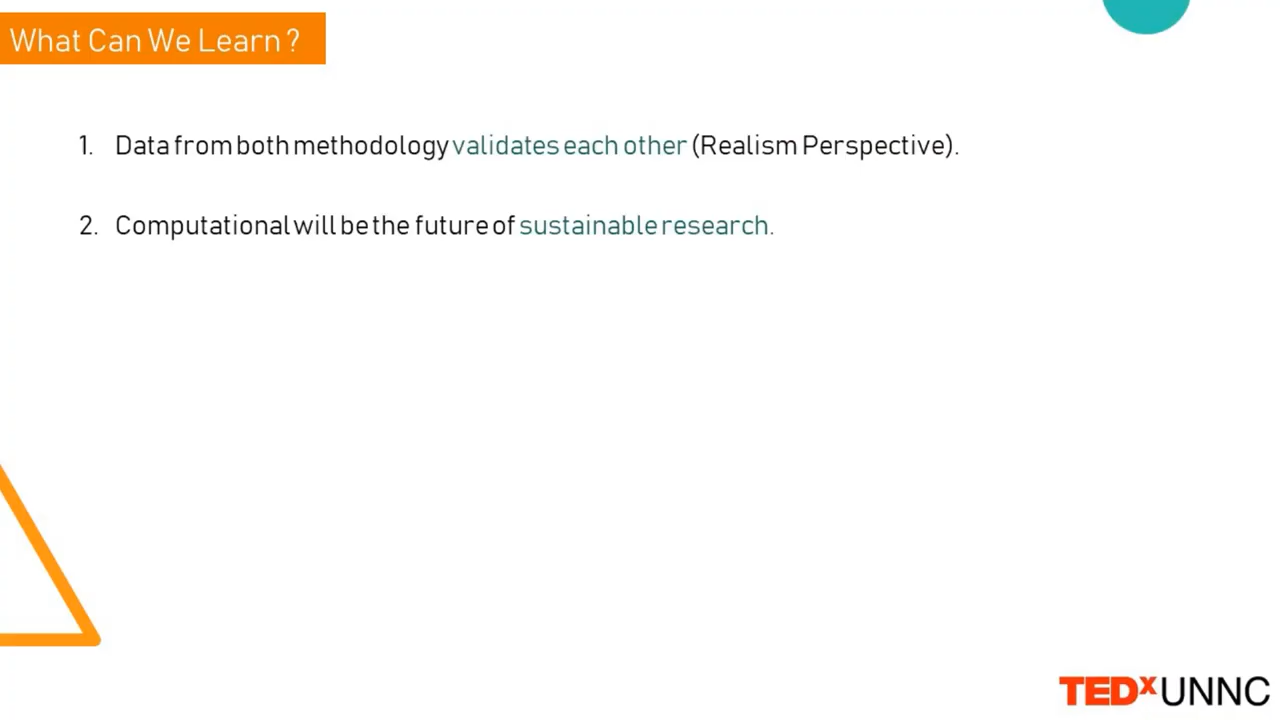 What Can We Learn ?
1. Data from both methodology validates each other (Realism Perspective).
2. Computational will be the future of sustainable research.
TEDxUNNC